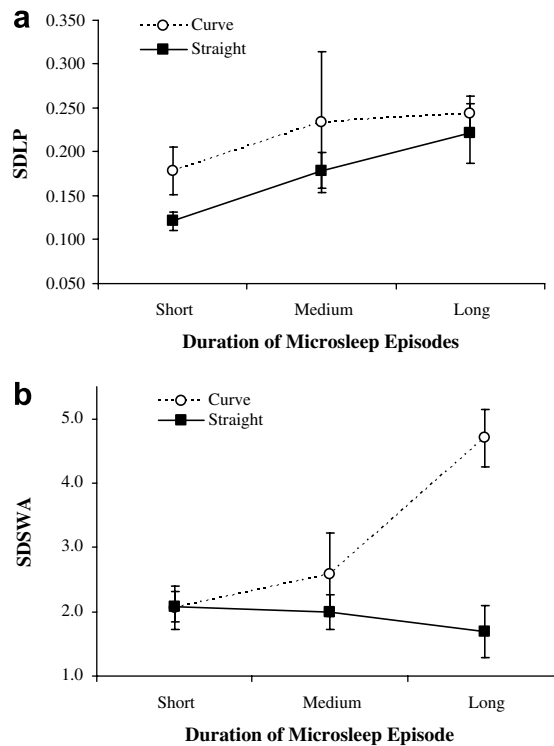 a
Curve
Straight
0.350
0.300
0.250
0.200
0.150
0.100
0.050
SDLP
Short Medium Long
Duration of Microsleep Episodes
b
Curve
Straight
5.0
4.0
3.0
2.0
1.0
SDSWA
Short Medium Long
Duration of Microsleep Episode